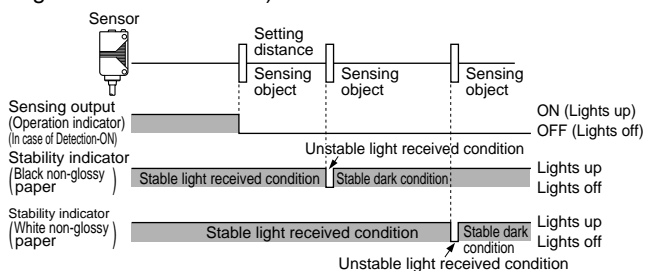 Sensor
Setting
distance
Sensing
object
Sensing
object
Sensing
object
Sensing output
(Operation indicator)
(In case of Detection-ON)
ON (Lights up)
OFF (Lights off)
Unstable light received condition
Stability indicator
(Black non-glossy
paper)
Stable light received condition
Stable dark condition
Lights up
Lights off
Stability indicator
(White non-glossy
paper)
Stable light received condition
Stable dark
condition
Lights up
Lights off
Unstable light received condition